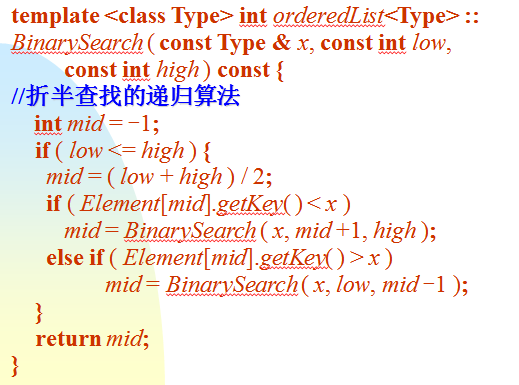 template <class Type> int orderedList<Type> ::
BinarySearch ( const Type & x, const int low,
const int high ) const {
//折半查找的递归算法
int mid = −1;
if ( low <= high ) {
mid = ( low + high ) / 2;
if ( Element[mid].getKey( ) < x )
mid = BinarySearch ( x, mid +1, high );
else if ( Element[mid].getKey( ) > x )
mid = BinarySearch ( x, low, mid −1 );
}
return mid;
}